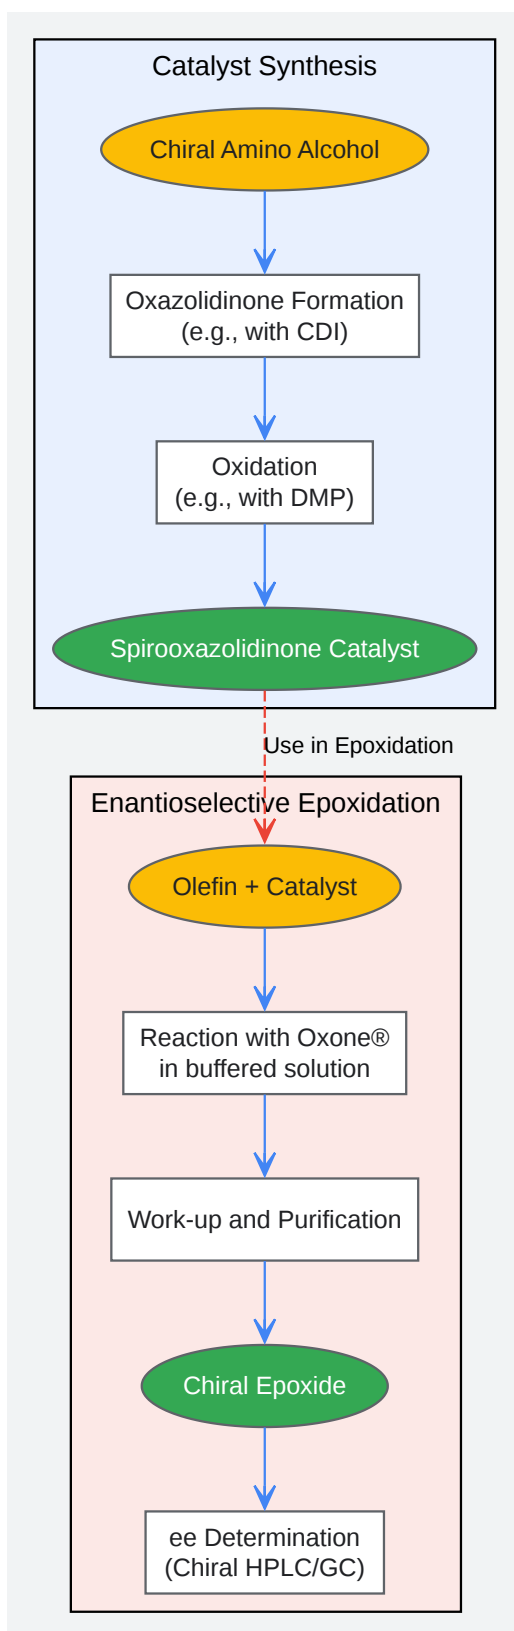 Catalyst Synthesis
Chiral Amino Alcohol
Oxazolidinone Formation
(e.g., with CDI)
Oxidation
(e.g., with DMP)
Spirooxazolidinone Catalyst
Use in Epoxidation
Enantioselective Epoxidation
Olefin + Catalyst
Reaction with Oxone®
in buffered solution
Work-up and Purification
Chiral Epoxide
ee Determination
(Chiral HPLC/GC)